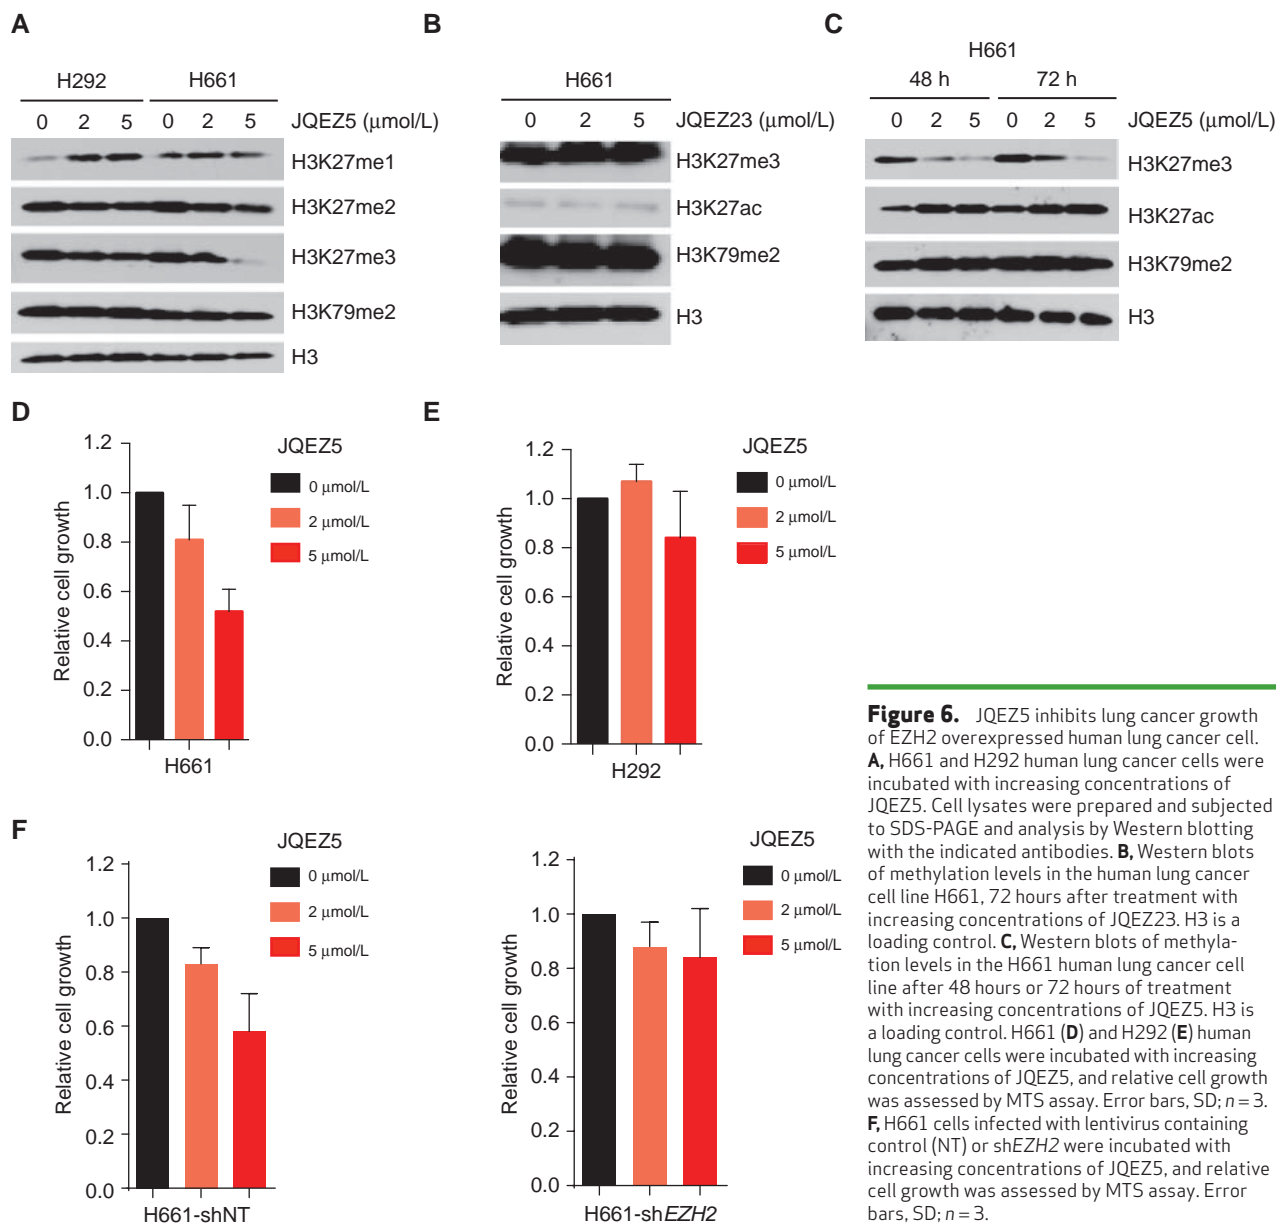 A
H292 H661
0 2 5 0 2 5 JQEZ5 (μmol/L)
H3K27me1
H3K27me2
H3K27me3
H3K79me2
H3
B
H661
0 2 5 JQEZ23 (μmol/L)
H3K27me3
H3K27ac
H3K79me2
H3
C
H661
48 h 72 h
0 2 5 0 2 5 JQEZ5 (μmol/L)
H3K27me3
H3K27ac
H3K79me2
H3
D
Relative cell growth
1.2
1.0
0.8
0.6
0.4
0.2
0.0
H661
JQEZ5
0 μmol/L
2 μmol/L
5 μmol/L
E
Relative cell growth
1.2
1.0
0.8
0.6
0.4
0.2
0.0
H292
JQEZ5
0 μmol/L
2 μmol/L
5 μmol/L
F
Relative cell growth
1.2
1.0
0.8
0.6
0.4
0.2
0.0
H661-shNT
JQEZ5
0 μmol/L
2 μmol/L
5 μmol/L
Relative cell growth
1.2
1.0
0.8
0.6
0.4
0.2
0.0
H661-shEZH2
JQEZ5
0 μmol/L
2 μmol/L
5 μmol/L
Figure 6. JQEZ5 inhibits lung cancer growth
of EZH2 overexpressed human lung cancer cell.
A, H661 and H292 human lung cancer cells were
incubated with increasing concentrations of
JQEZ5. Cell lysates were prepared and subjected
to SDS-PAGE and analysis by Western blotting
with the indicated antibodies. B, Western blots
of methylation levels in the human lung cancer
cell line H661, 72 hours after treatment with
increasing concentrations of JQEZ23. H3 is a
loading control. C, Western blots of methyla-
tion levels in the H661 human lung cancer cell
line after 48 hours or 72 hours of treatment
with increasing concentrations of JQEZ5. H3 is
a loading control. H661 (D) and H292 (E) human
lung cancer cells were incubated with increasing
concentrations of JQEZ5, and relative cell growth
was assessed by MTS assay. Error bars, SD; n = 3.
F, H661 cells infected with lentivirus containing
control (NT) or shEZH2 were incubated with
increasing concentrations of JQEZ5, and relative
cell growth was assessed by MTS assay. Error
bars, SD; n = 3.